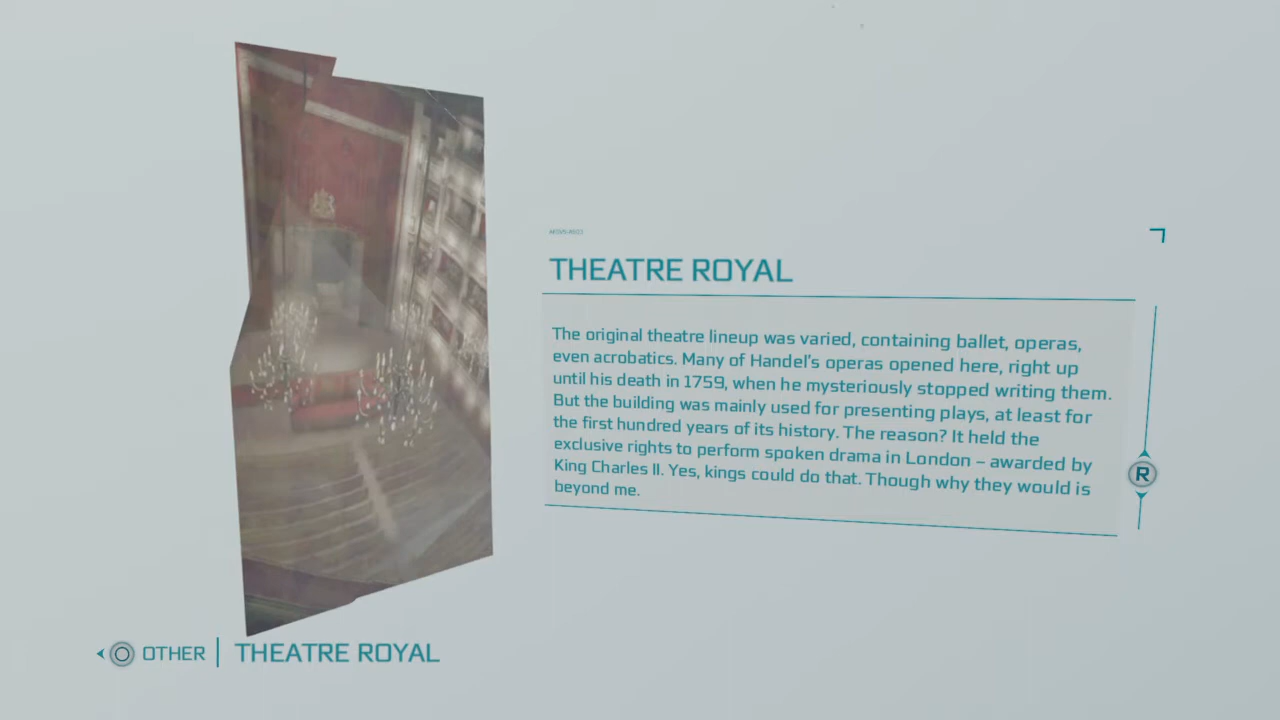 THEATRE ROYAL
The original theatre lineup was varied, containing ballet, operas,
even acrobatics. Many of Handel's operas opened here, right up
until his death in 1759, when he mysteriously stopped writing them.
But the building was mainly used for presenting plays, at least for
the first hundred years of its history. The reason? It held the
exclusive rights to perform spoken drama in London – awarded by
King Charles II. Yes, kings could do that. Though why they would is
beyond me.
R
OTHER | THEATRE ROYAL